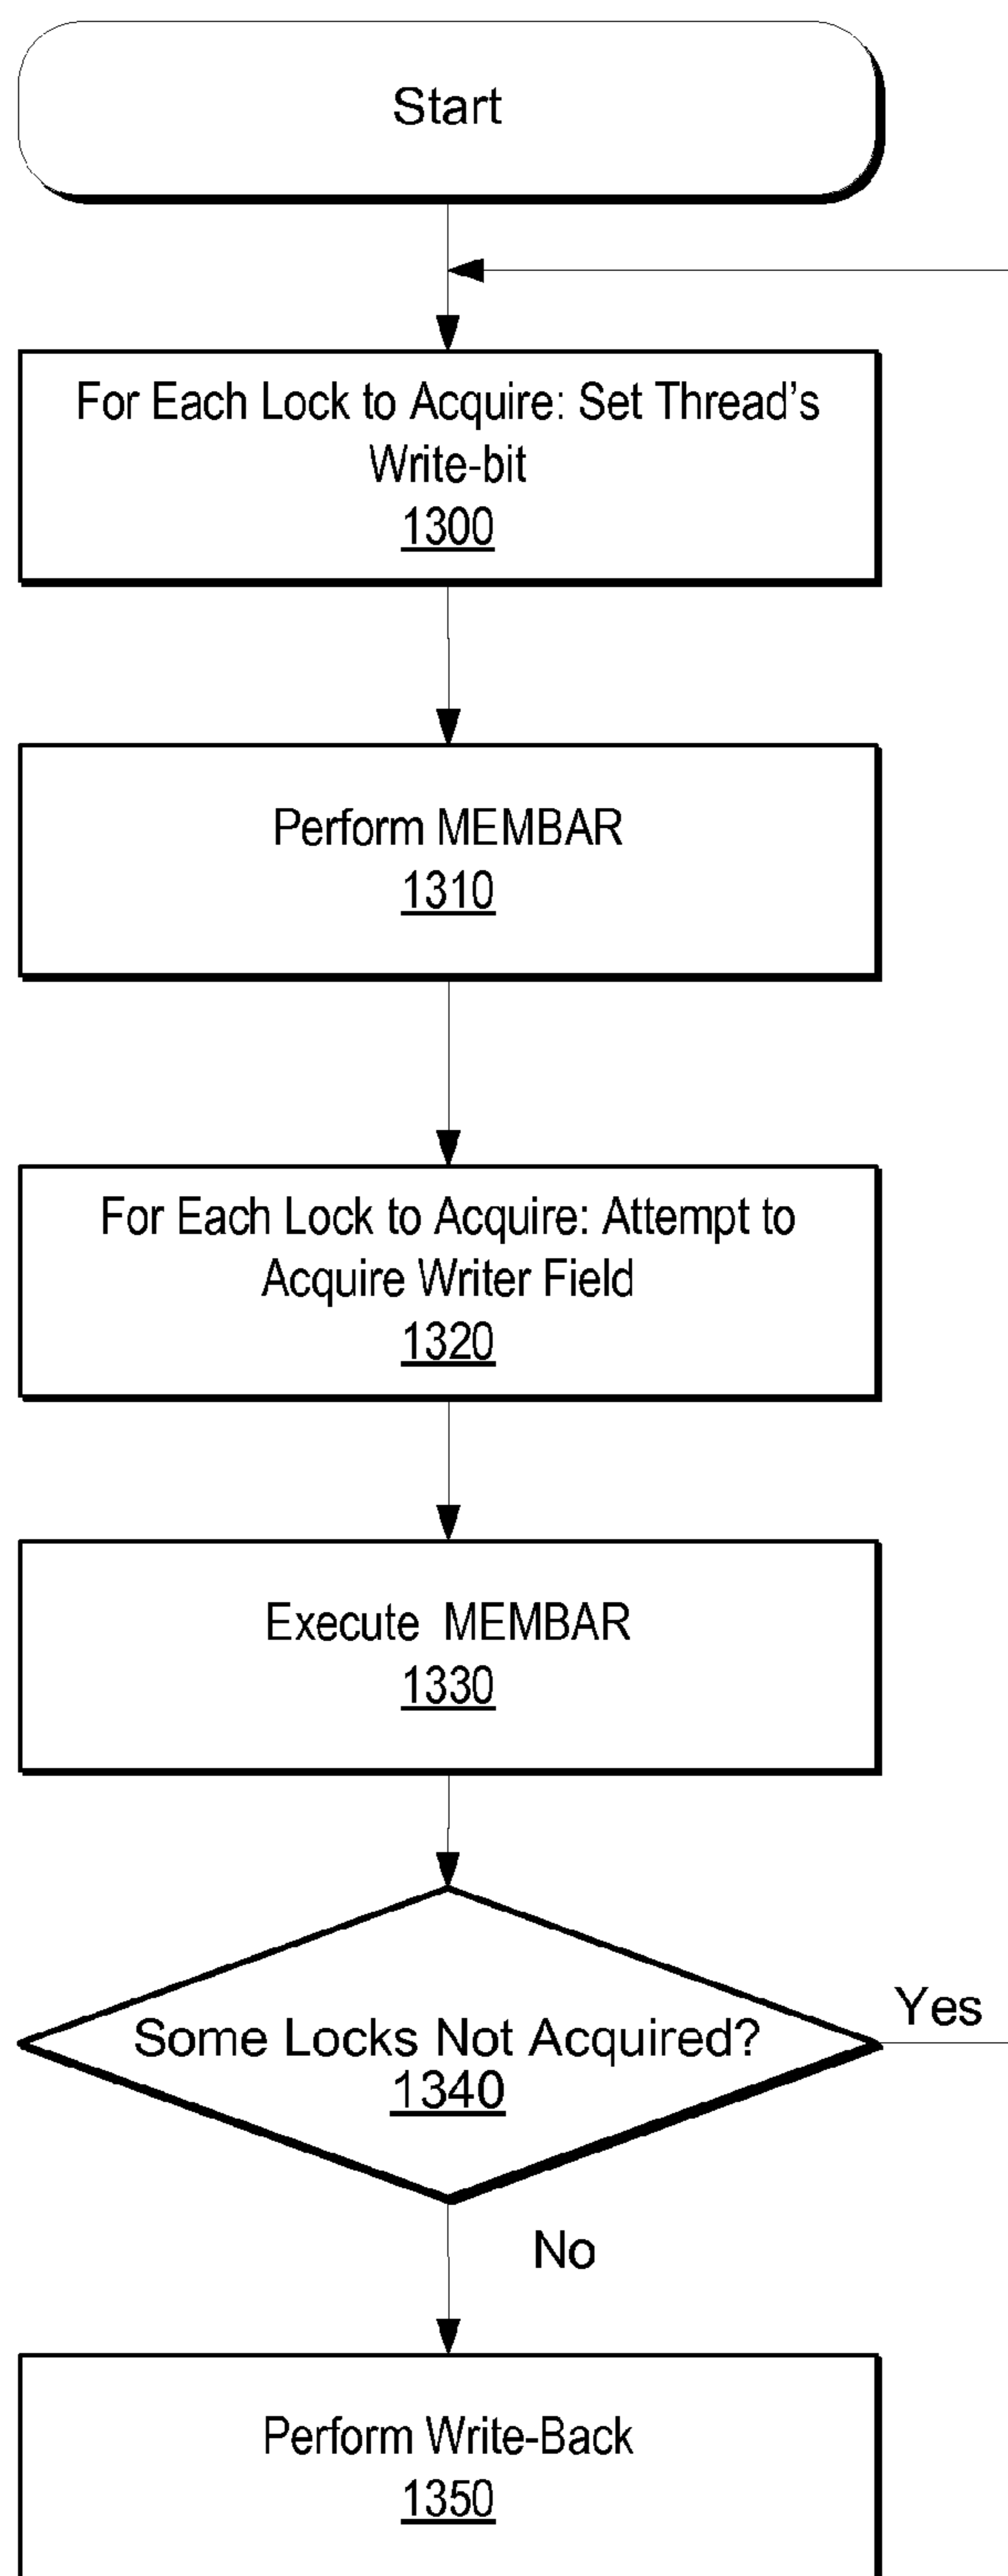 Start
For Each Lock to Acquire: Set Thread's
Write-bit
1300
Perform MEMBAR
1310
For Each Lock to Acquire: Attempt to
Acquire Writer Field
1320
Execute MEMBAR
1330
Yes
Some Locks Not Acquired?
1340
No
Perform Write-Back
1350